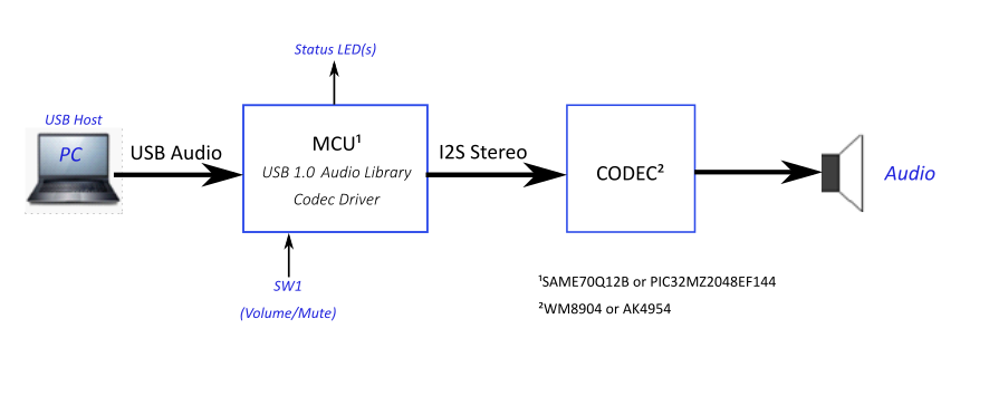 Status LED(s)
USB Host
PC
USB Audio
MCU¹
USB 1.0 Audio Library
Codec Driver
I2S Stereo
CODEC²
Audio
SW1
(Volume/Mute)
¹SAME70Q12B or PIC32MZ2048EF144
²WM8904 or AK4954